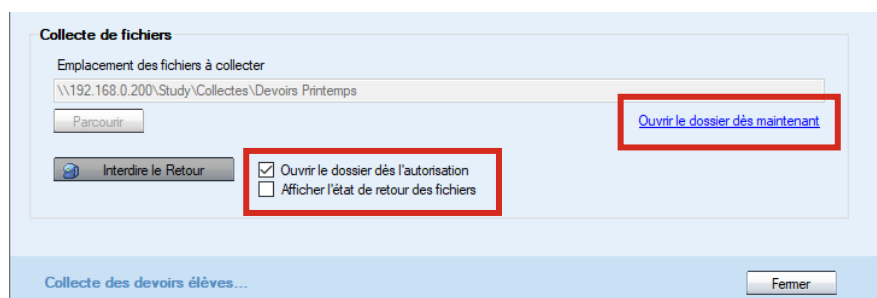 Collecte de fichiers
Emplacement des fichiers à collecter
\\192.168.0.200\Study\Collectes\Devoirs Printemps
Parcourir
Ouvrir le dossier dès maintenant
Interdire le Retour
Ouvrir le dossier dès l'autorisation
Afficher l'état de retour des fichiers
Collecte des devoirs élèves...
Fermer